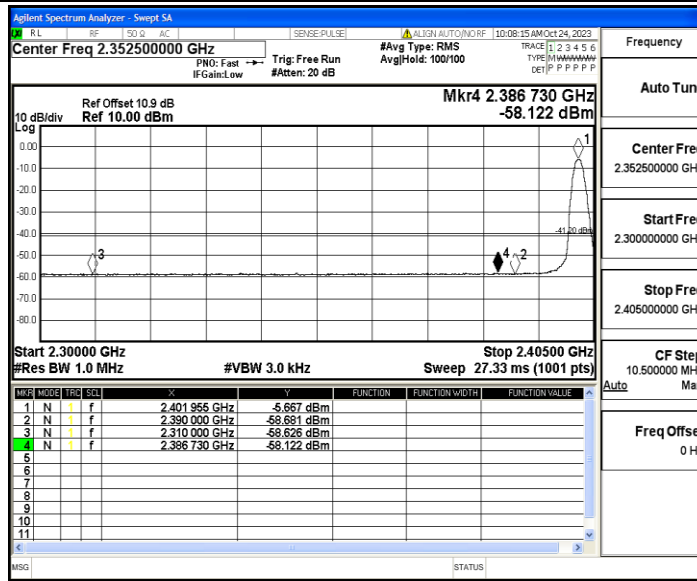 Agilent Spectrum Analyzer - Swept SA
RL RF 50 Ω AC SENSE:PULSE ALIGN AUTO/NO RF 10:08:15 AM Oct 24, 2023
Center Freq 2.352500000 GHz
PNO: Fast
IFGain:Low
Trig: Free Run
#Atten: 20 dB
#Avg Type: RMS
Avg|Hold: 100/100
TRACE 1 2 3 4 5 6
TYPE M
DET P P P P P P
Ref Offset 10.9 dB
10 dB/div Ref 10.00 dBm
Log
Mkr4 2.386 730 GHz
-58.122 dBm
0.00
-10.0
-20.0
-30.0
-40.0
-50.0
-60.0
-70.0
-80.0
1
-41.20 dBm
3
4
2
Start 2.30000 GHz Stop 2.40500 GHz
#Res BW 1.0 MHz #VBW 3.0 kHz Sweep 27.33 ms (1001 pts)
MKR MODE TRC SCL X Y FUNCTION FUNCTION WIDTH FUNCTION VALUE
1 N 1 f 2.401 955 GHz -5.667 dBm
2 N 1 f 2.390 000 GHz -58.681 dBm
3 N 1 f 2.310 000 GHz -58.626 dBm
4 N 1 f 2.386 730 GHz -58.122 dBm
5
6
7
8
9
10
11
MSG STATUS
Frequency
Auto Tun
Center Fre
2.352500000 GH
Start Fre
2.300000000 GH
Stop Fre
2.405000000 GH
CF Step
10.500000 MH
Auto Ma
Freq Offse
0 H